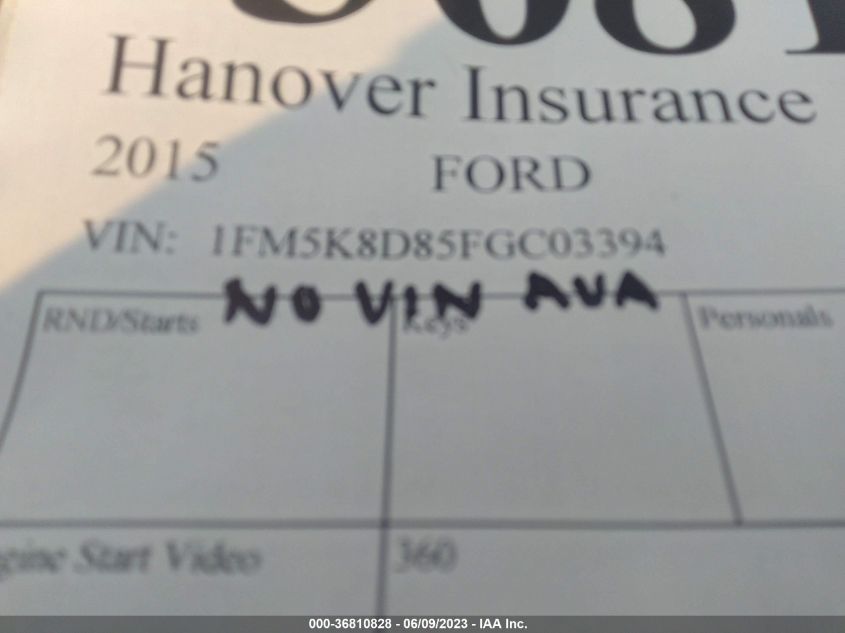 Hanover Insurance
2015 FORD
VIN: 1FM5K8D85FGC03394
NO VIN AVA
RND/Starts Keys Personals
Engine Start Video 360
000-36810828 - 06/09/2023 - IAA Inc.